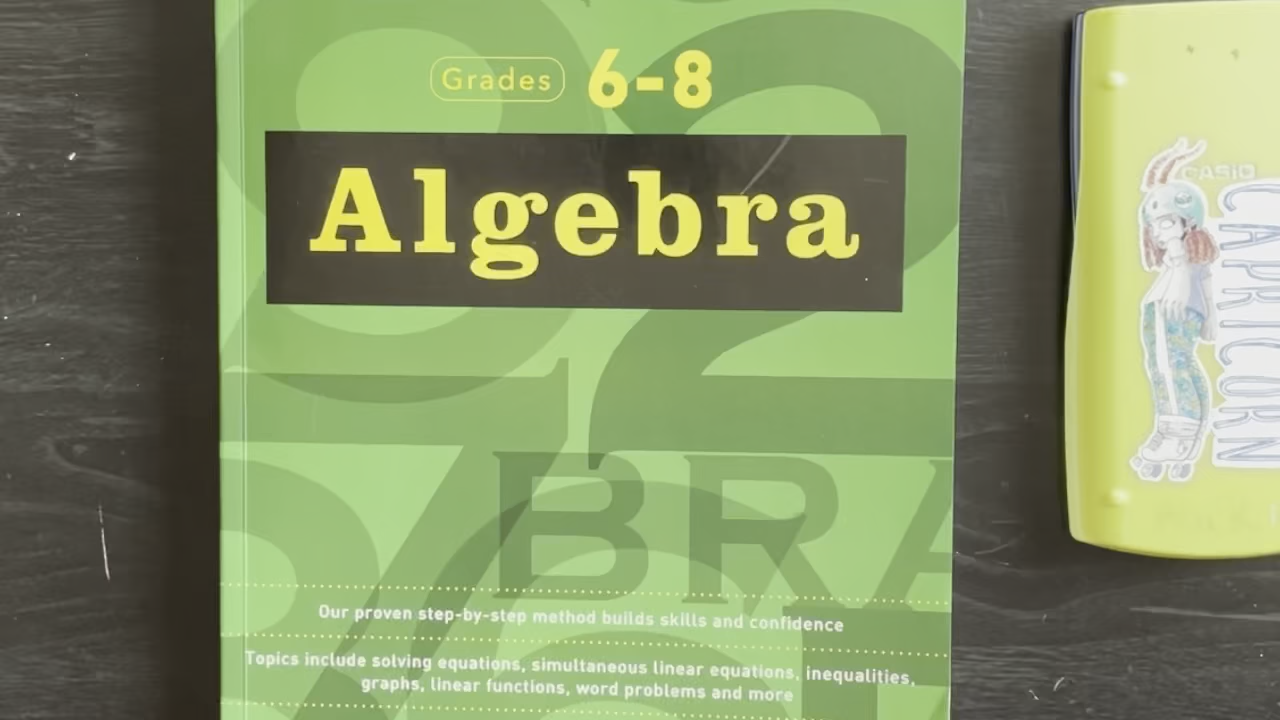 Grades 6-8
Algebra
BRA
Our proven step-by-step method builds skills and confidence
Topics include solving equations, simultaneous linear equations, inequalities,
graphs, linear functions, word problems and more
CASIO
CAPRICORN